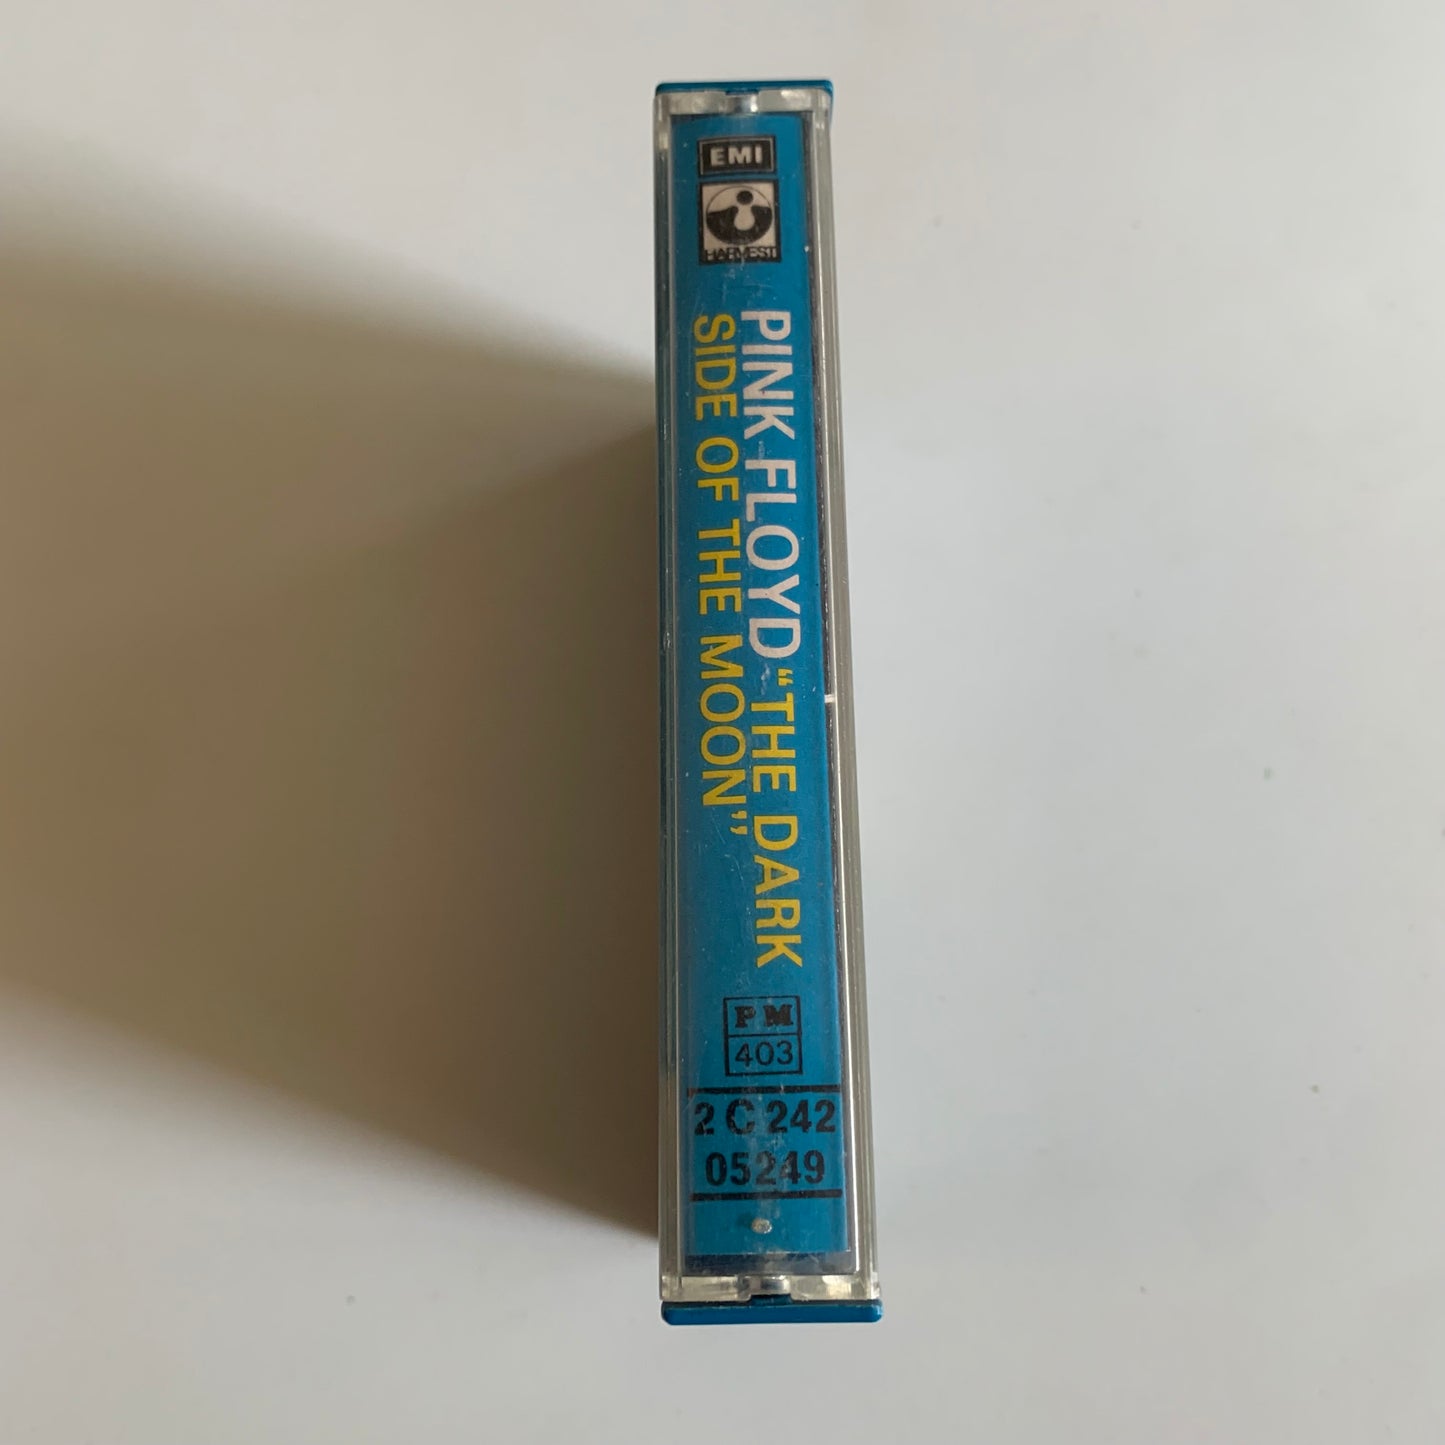 EMI
HARVEST
PINK FLOYD “THE DARK
SIDE OF THE MOON”
PM
403
2 C 242
05249